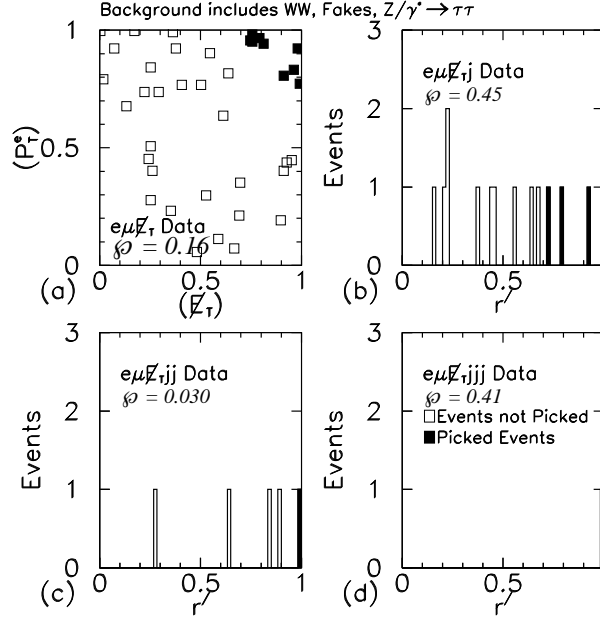 Background includes WW, Fakes, Z/γ* → ττ
1
0.5
0
(P_T^e)
eμE̸_T Data
℘ = 0.16
0 0.5 1
(a) (E̸_T)
3
2
1
0
Events
eμE̸_Tj Data
℘ = 0.45
0 0.5
(b) r′
3
2
1
0
Events
eμE̸_Tjj Data
℘ = 0.030
0 0.5 1
(c) r′
3
2
1
0
eμE̸_Tjjj Data
℘ = 0.41
Events not Picked
Picked Events
0 0.5
(d) r′